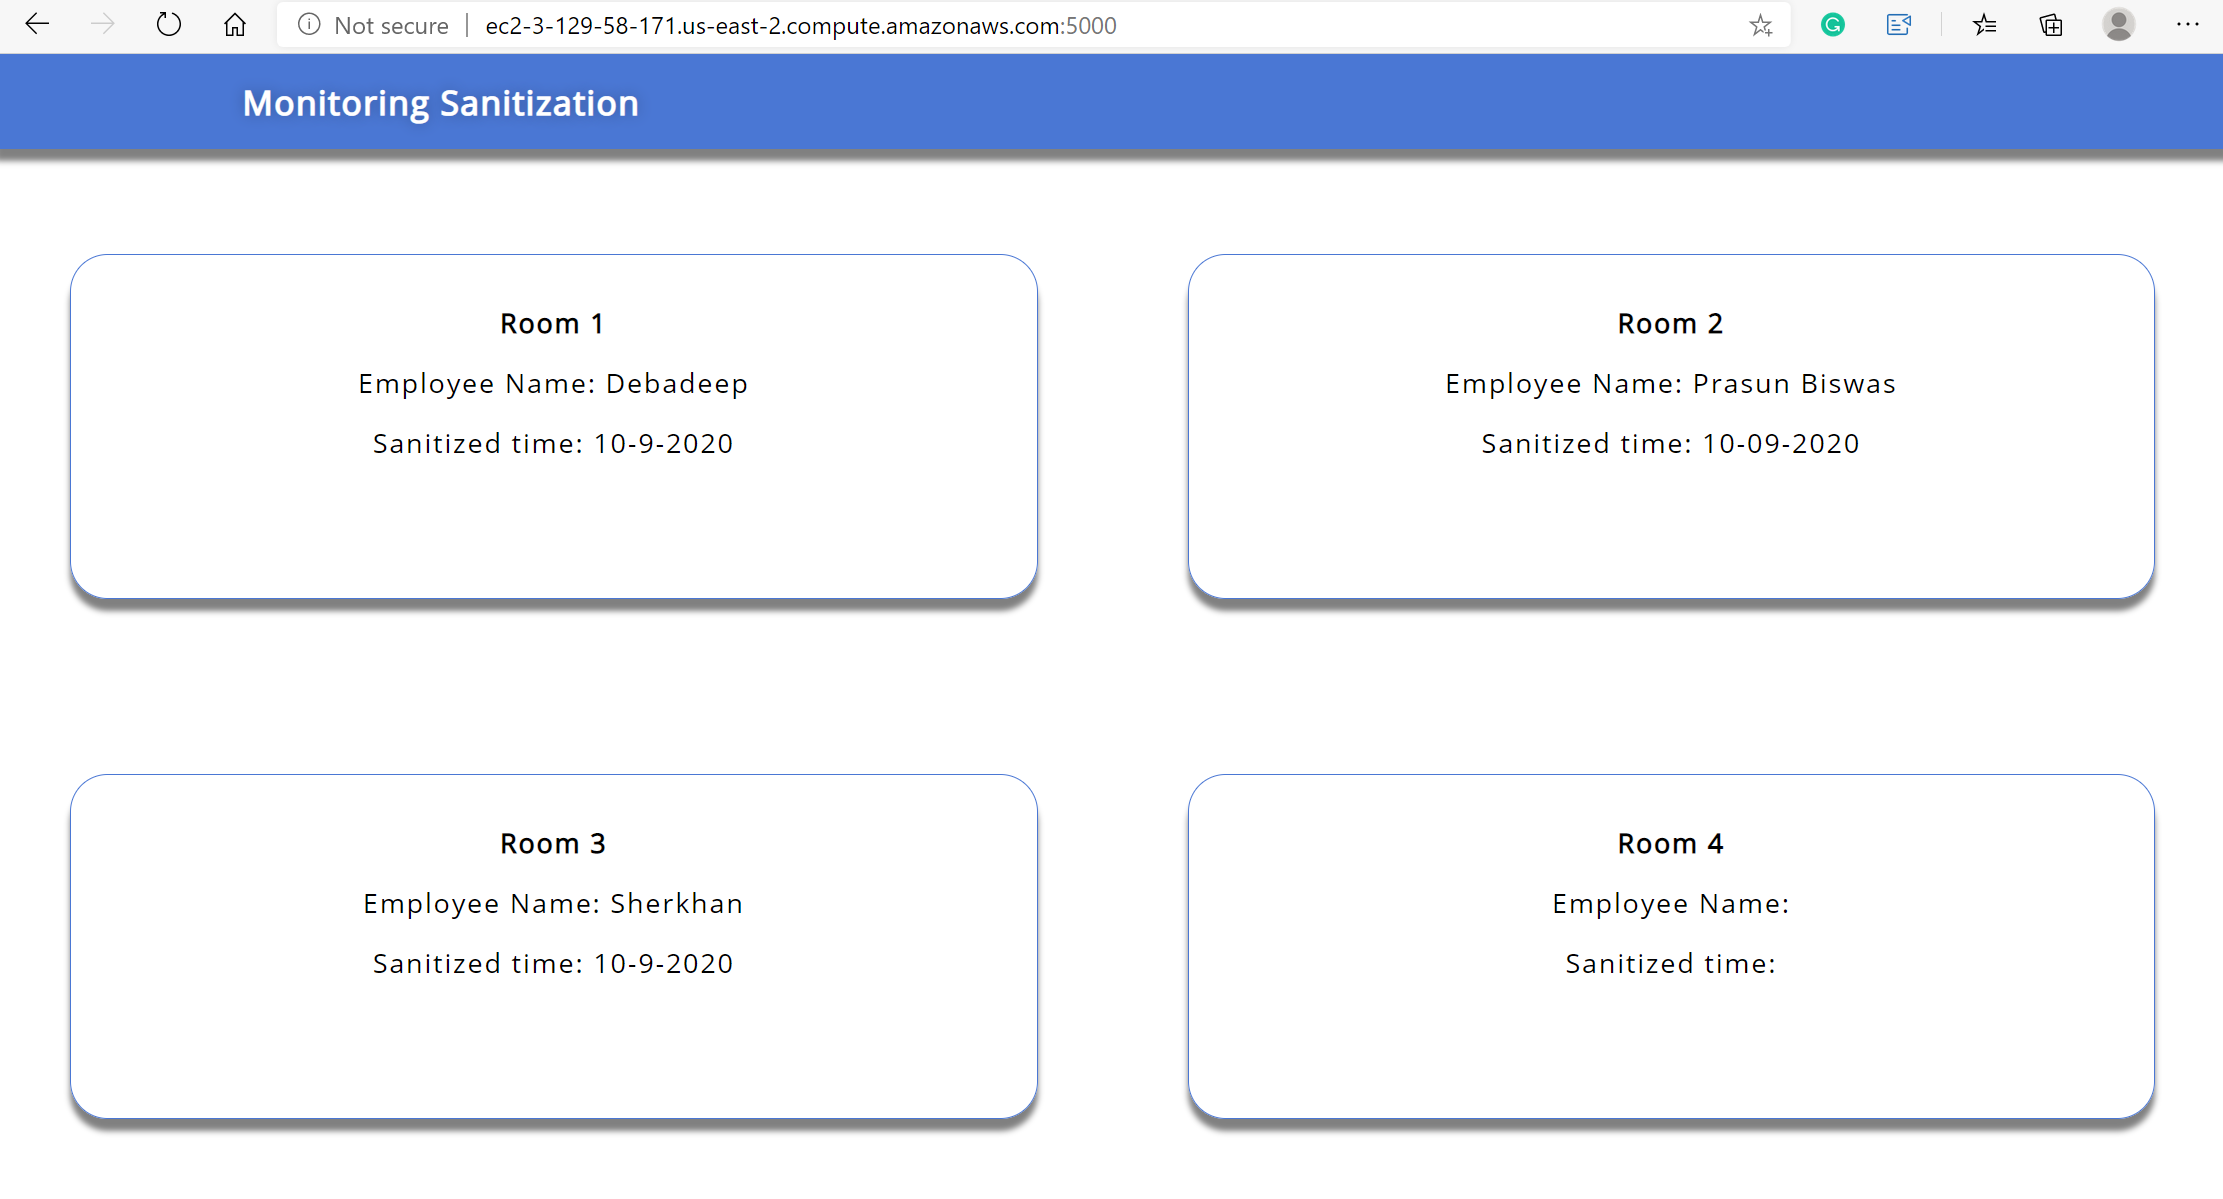 Not secure | ec2-3-129-58-171.us-east-2.compute.amazonaws.com:5000
Monitoring Sanitization
Room 1
Employee Name: Debadeep
Sanitized time: 10-9-2020
Room 2
Employee Name: Prasun Biswas
Sanitized time: 10-09-2020
Room 3
Employee Name: Sherkhan
Sanitized time: 10-9-2020
Room 4
Employee Name:
Sanitized time: